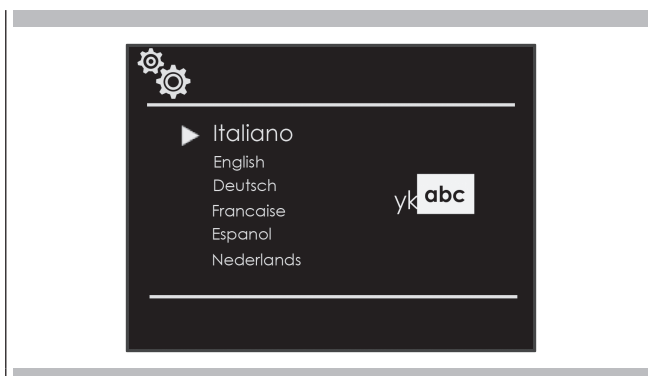 Italiano
English
Deutsch
Francaise
Espanol
Nederlands
yk abc